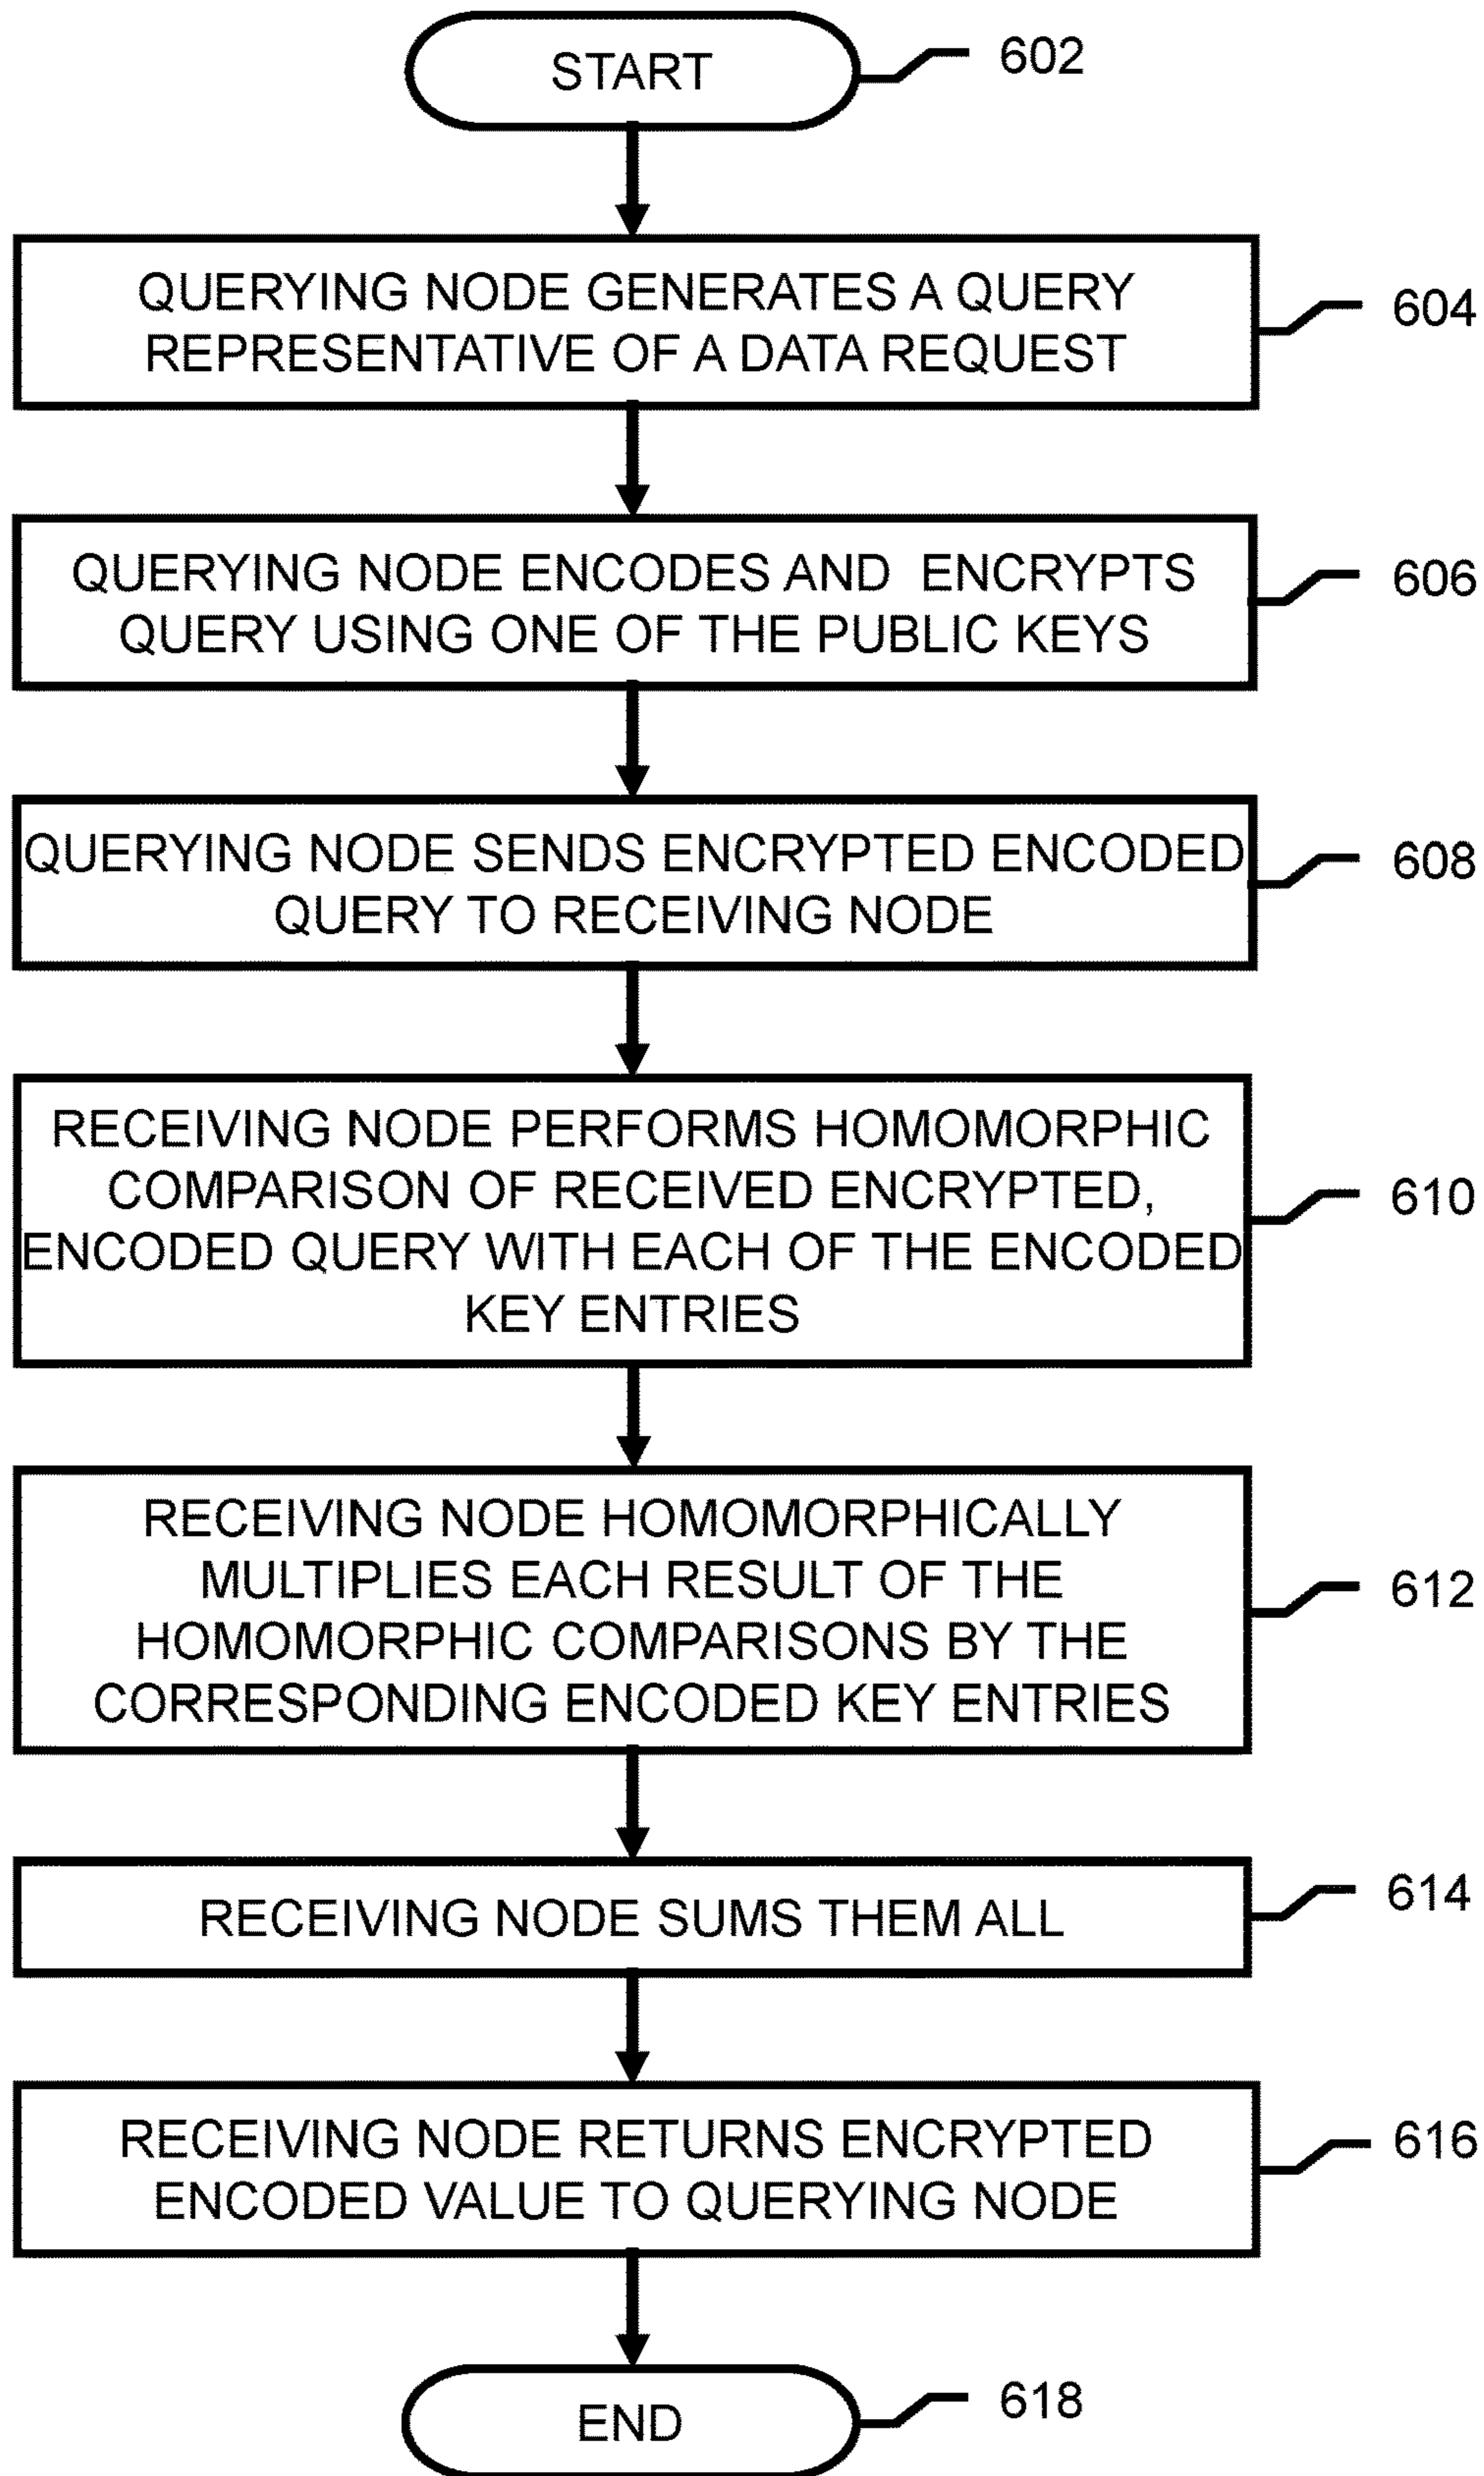 START
602
QUERYING NODE GENERATES A QUERY
REPRESENTATIVE OF A DATA REQUEST
604
QUERYING NODE ENCODES AND ENCRYPTS
QUERY USING ONE OF THE PUBLIC KEYS
606
QUERYING NODE SENDS ENCRYPTED ENCODED
QUERY TO RECEIVING NODE
608
RECEIVING NODE PERFORMS HOMOMORPHIC
COMPARISON OF RECEIVED ENCRYPTED,
ENCODED QUERY WITH EACH OF THE ENCODED
KEY ENTRIES
610
RECEIVING NODE HOMOMORPHICALLY
MULTIPLIES EACH RESULT OF THE
HOMOMORPHIC COMPARISONS BY THE
CORRESPONDING ENCODED KEY ENTRIES
612
RECEIVING NODE SUMS THEM ALL
614
RECEIVING NODE RETURNS ENCRYPTED
ENCODED VALUE TO QUERYING NODE
616
END
618